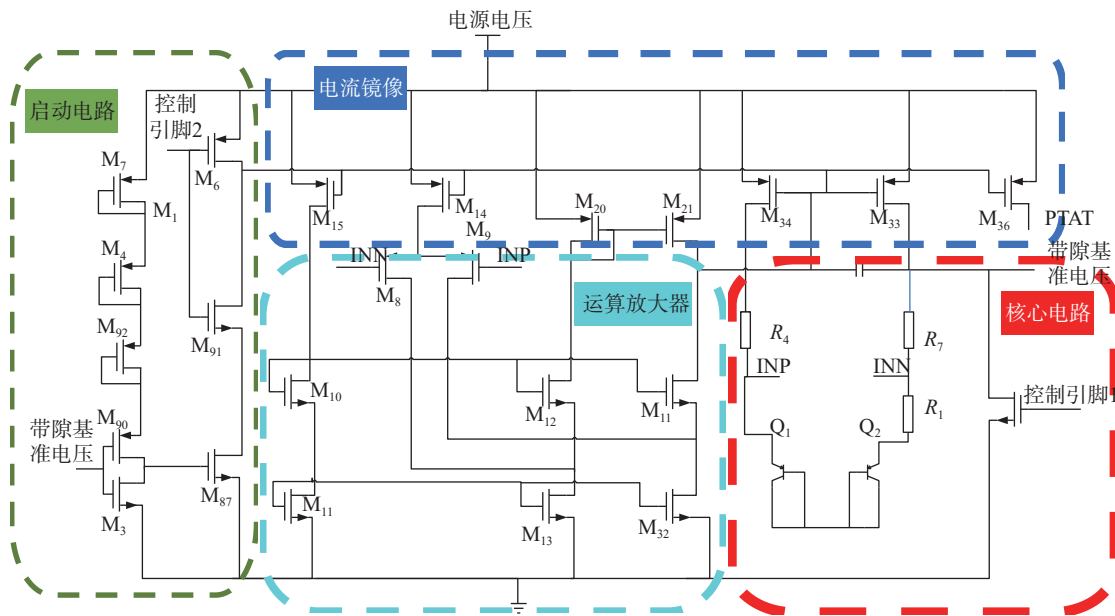 电源电压
电流镜像
启动电路
控制
引脚2
M₇
M₆
M₁
M₁₅
M₁₄
M₂₀
M₂₁
M₃₄
M₃₃
M₃₆
PTAT
M₉
INN
INP
M₈
M₄
带隙基
准电压
运算放大器
核心电路
M₉₂
M₉₁
R₄
R₇
INP
INN
M₁₀
M₁₂
M₁₁
R₁
控制引脚1
M₉₀
带隙基
准电压
Q₁
Q₂
M₈₇
M₃
M₁₁
M₁₃
M₃₂